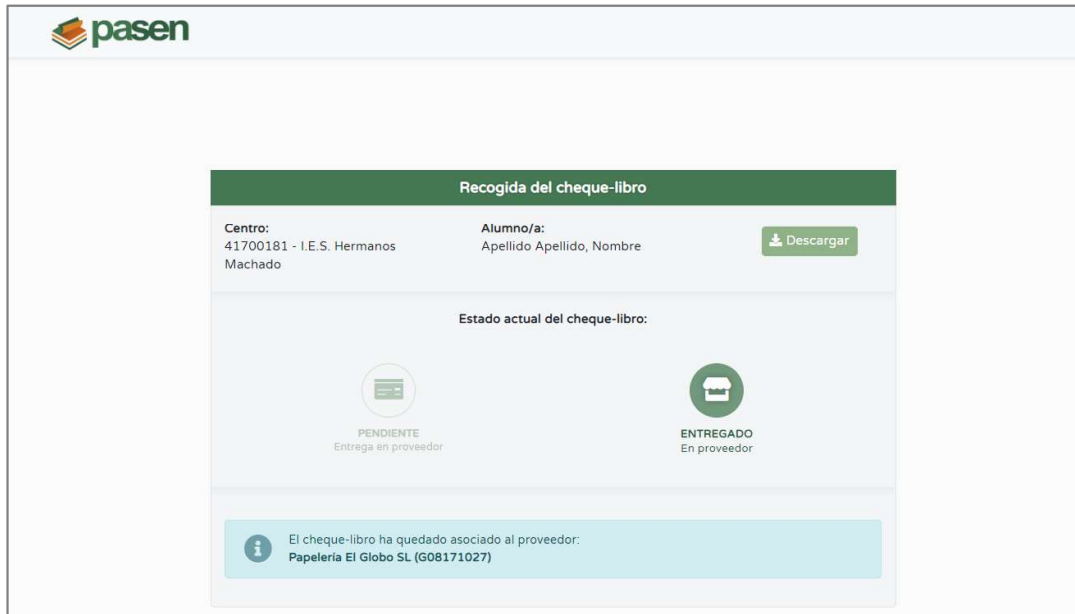 pasen
Recogida del cheque-libro
Centro:
41700181 - I.E.S. Hermanos
Machado
Alumno/a:
Apellido Apellido, Nombre
Descargar
Estado actual del cheque-libro:
PENDIENTE
Entrega en proveedor
ENTREGADO
En proveedor
El cheque-libro ha quedado asociado al proveedor:
Papelería El Globo SL (G08171027)